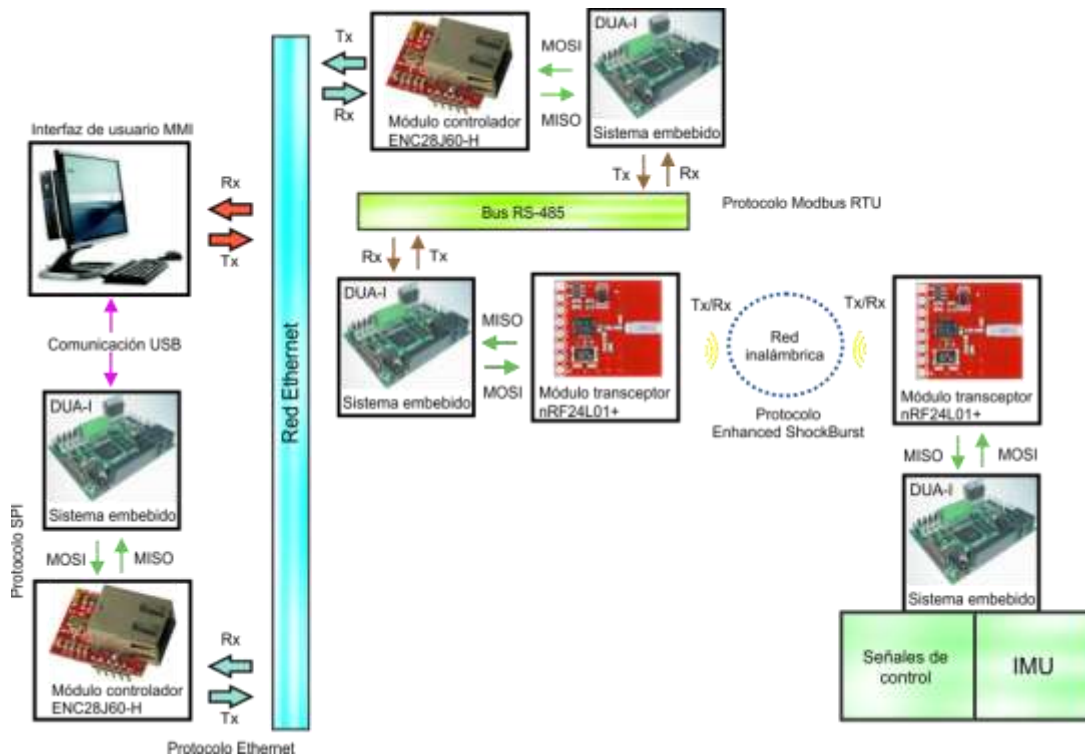 Tx
Rx
Módulo controlador
ENC28J60-H
MOSI
MISO
DUA-I
Sistema embebido
Interfaz de usuario MMI
Rx
Tx
Tx
Rx
Bus RS-485
Protocolo Modbus RTU
Rx
Tx
Comunicación USB
Red Ethernet
DUA-I
Sistema embebido
MISO
MOSI
Módulo transceptor
nRF24L01+
Tx/Rx
Red
inalámbrica
Protocolo
Enhanced ShockBurst
Tx/Rx
Módulo transceptor
nRF24L01+
MISO
MOSI
DUA-I
Sistema embebido
Señales de
control
IMU
DUA-I
Sistema embebido
Protocolo SPI
MOSI
MISO
Módulo controlador
ENC28J60-H
Rx
Tx
Protocolo Ethernet